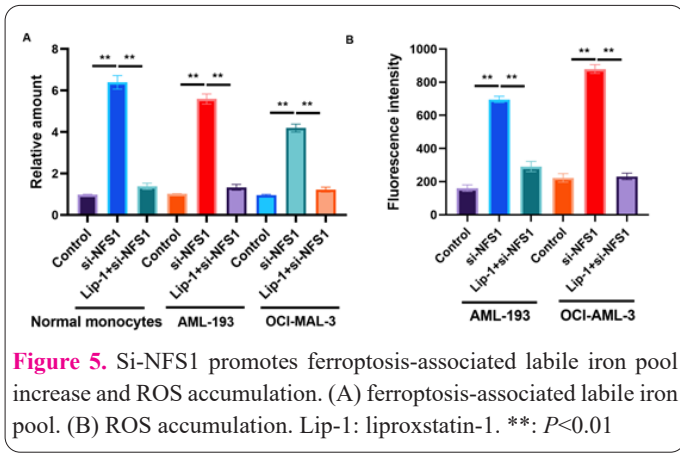 A
B
**
**
**
**
**
**
**
**
**
**
Relative amount
8
6
4
2
0
Fluorescence intensity
1000
800
600
400
200
0
Control
si-NFS1
Lip-1+si-NFS1
Control
si-NFS1
Lip-1+si-NFS1
Control
si-NFS1
Lip-1+si-NFS1
Normal monocytes
AML-193
OCI-MAL-3
Control
si-NFS1
Lip-1+si-NFS1
Control
si-NFS1
Lip-1+si-NFS1
AML-193
OCI-AML-3
Figure 5. Si-NFS1 promotes ferroptosis-associated labile iron pool
increase and ROS accumulation. (A) ferroptosis-associated labile iron
pool. (B) ROS accumulation. Lip-1: liproxstatin-1. **: P<0.01